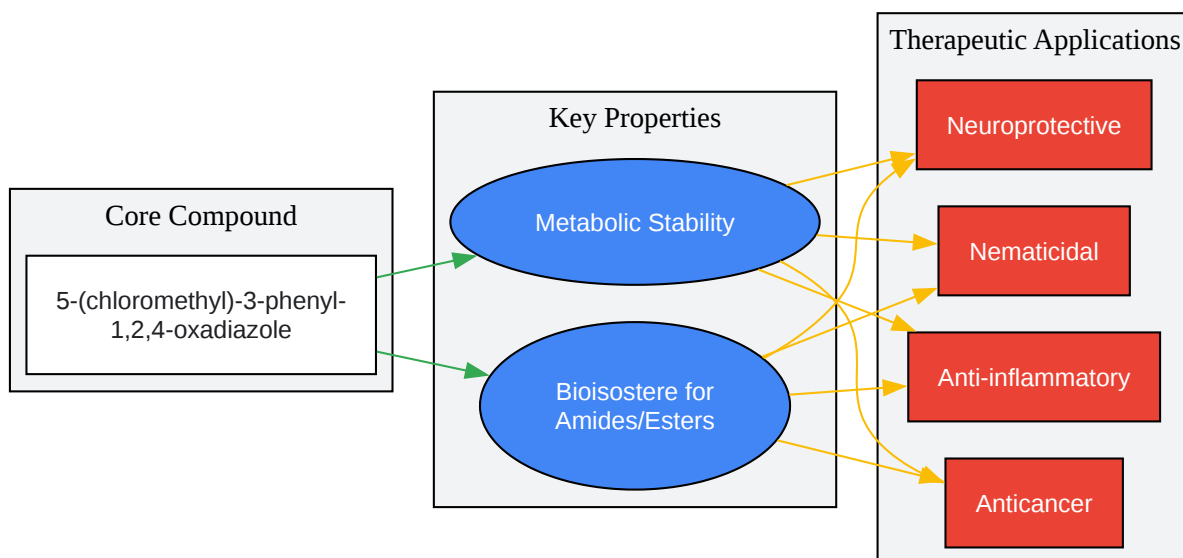 Core Compound
5-(chloromethyl)-3-phenyl-
1,2,4-oxadiazole
Key Properties
Metabolic Stability
Bioisostere for
Amides/Esters
Therapeutic Applications
Neuroprotective
Nematicidal
Anti-inflammatory
Anticancer